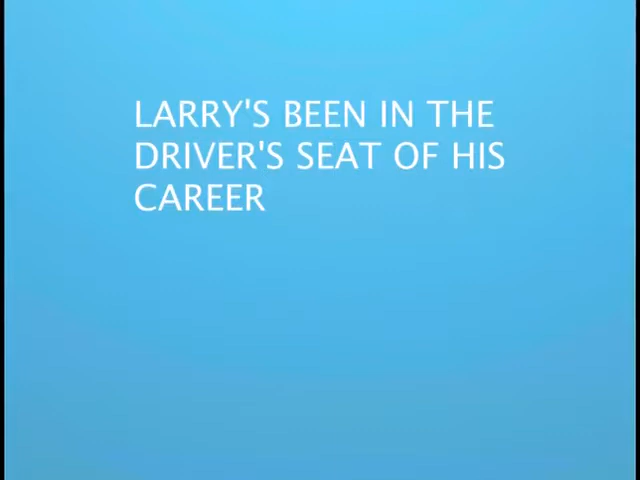 LARRY'S BEEN IN THE
DRIVER'S SEAT OF HIS
CAREER